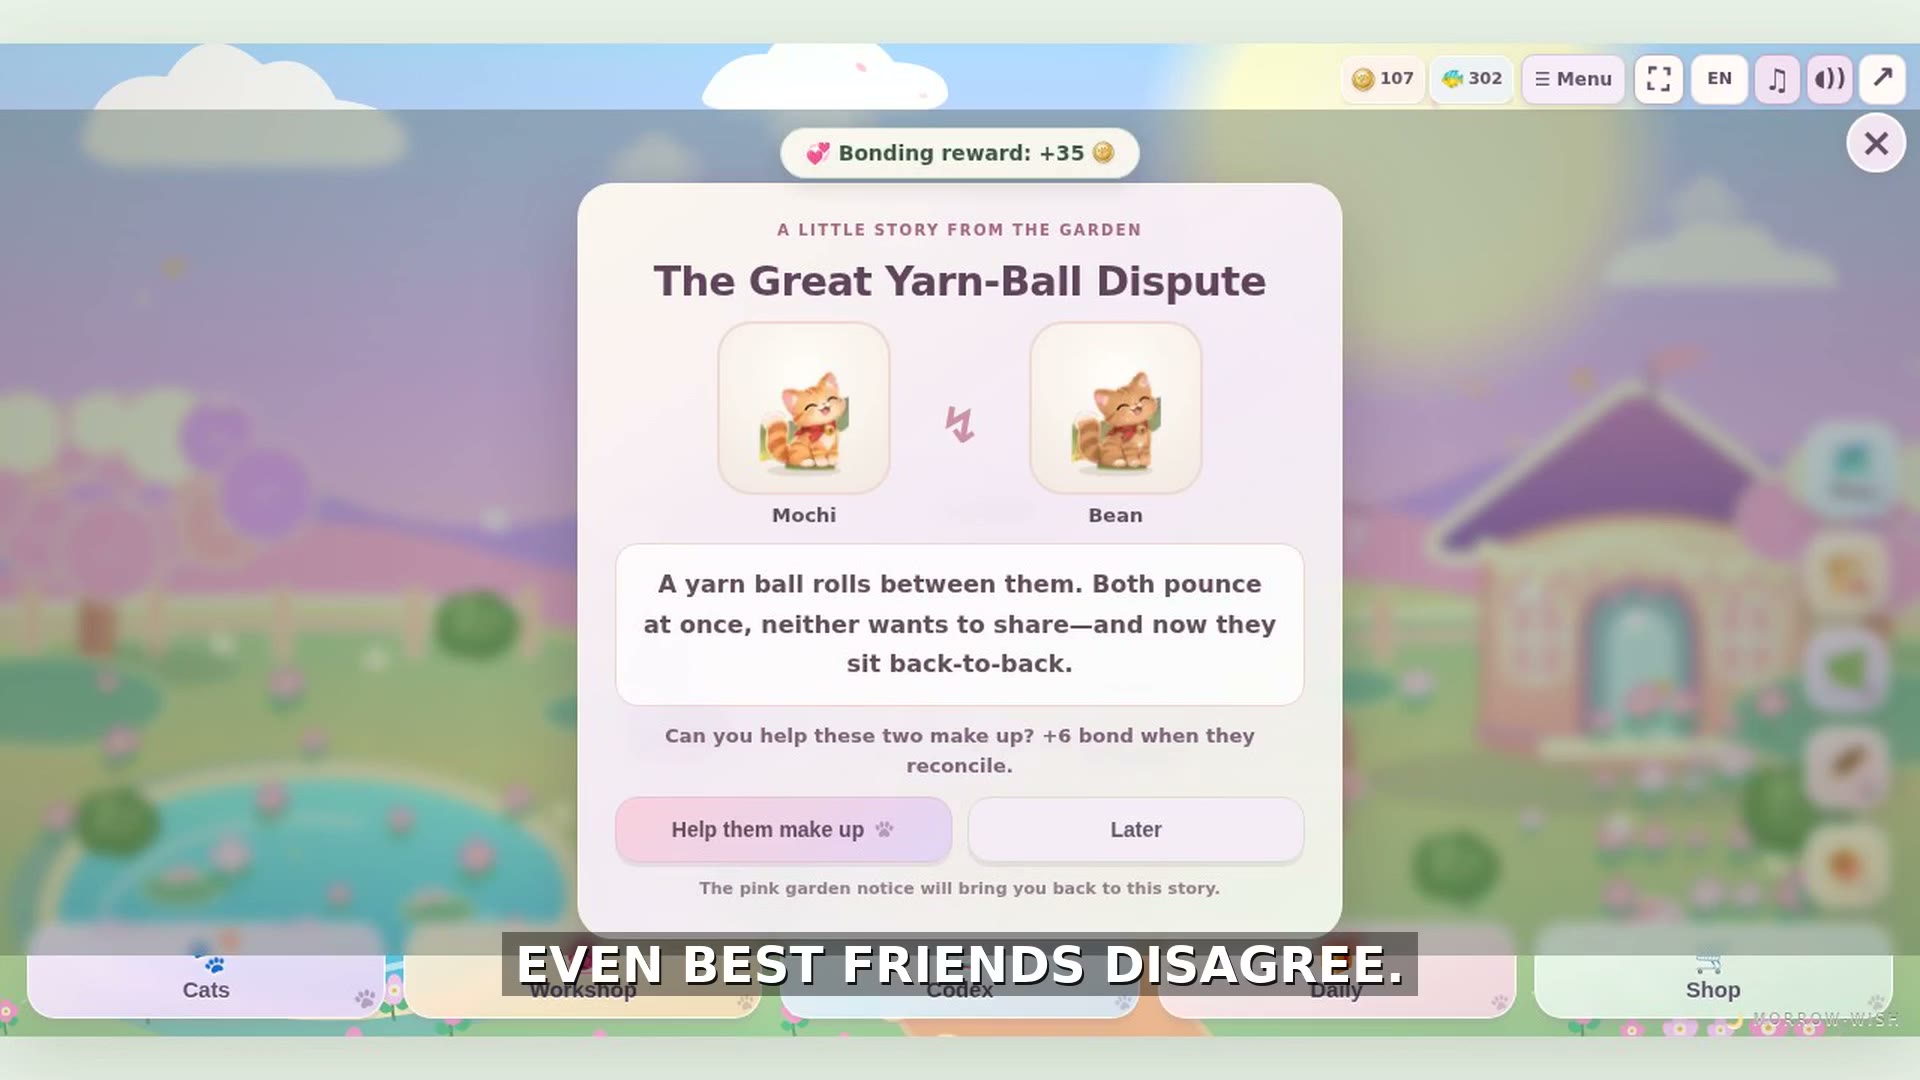 107
302
☰ Menu
EN
Bonding reward: +35
A LITTLE STORY FROM THE GARDEN
The Great Yarn-Ball Dispute
Mochi
Bean
A yarn ball rolls between them. Both pounce
at once, neither wants to share—and now they
sit back-to-back.
Can you help these two make up? +6 bond when they
reconcile.
Help them make up
Later
The pink garden notice will bring you back to this story.
EVEN BEST FRIENDS DISAGREE.
Cats
Workshop
Codex
Daily
Shop
MORROW-WISH